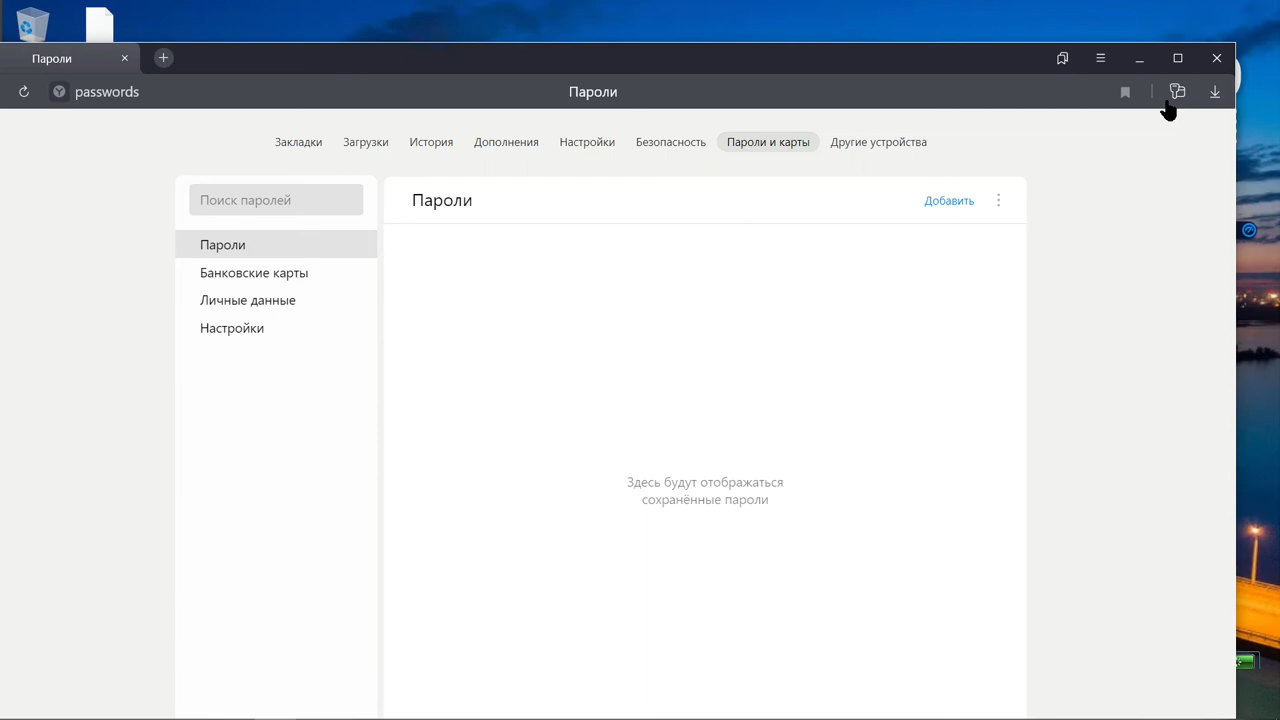 Пароли
passwords
Пароли
Закладки Загрузки История Дополнения Настройки Безопасность Пароли и карты Другие устройства
Поиск паролей
Пароли
Банковские карты
Личные данные
Настройки
Пароли
Добавить
Здесь будут отображаться
сохранённые пароли